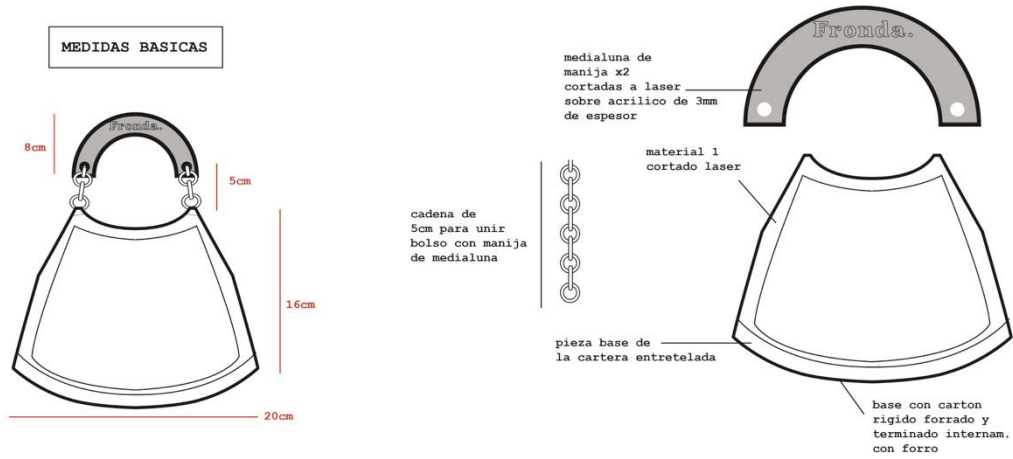 MEDIDAS BASICAS
Fronda.
8cm
5cm
16cm
20cm
cadena de
5cm para unir
bolso con manija
de medialuna
Fronda.
medialuna de
manija x2
cortadas a laser
sobre acrilico de 3mm
de espesor
material 1
cortado laser
pieza base de
la cartera entretelada
base con carton
rigido forrado y
terminado internam.
con forro